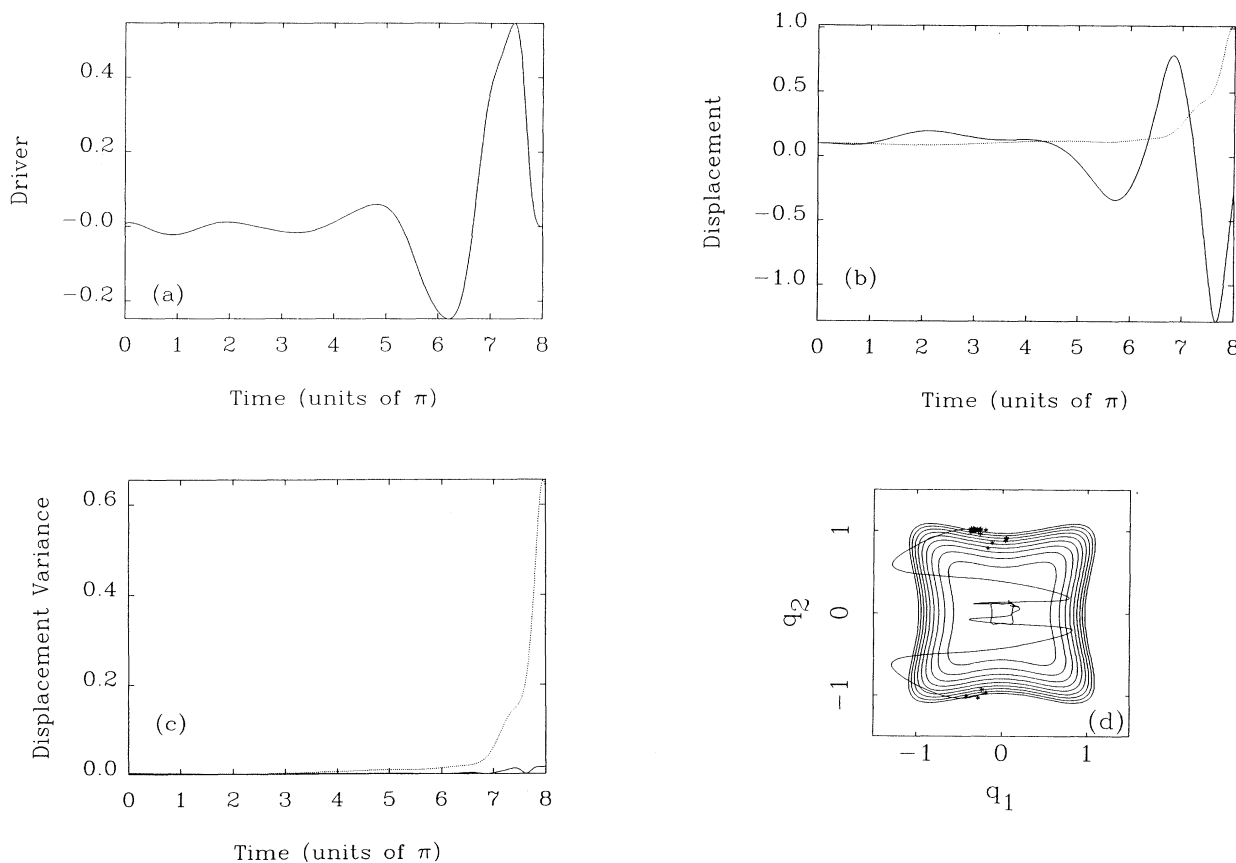 Driver
0.4
0.2
−0.0
−0.2
(a)
0 1 2 3 4 5 6 7 8
Time (units of π)
Displacement
1.0
0.5
0.0
−0.5
−1.0
(b)
0 1 2 3 4 5 6 7 8
Time (units of π)
Displacement Variance
0.6
0.4
0.2
0.0
(c)
0 1 2 3 4 5 6 7 8
Time (units of π)
q2
1
0
−1
(d)
−1 0 1
q1